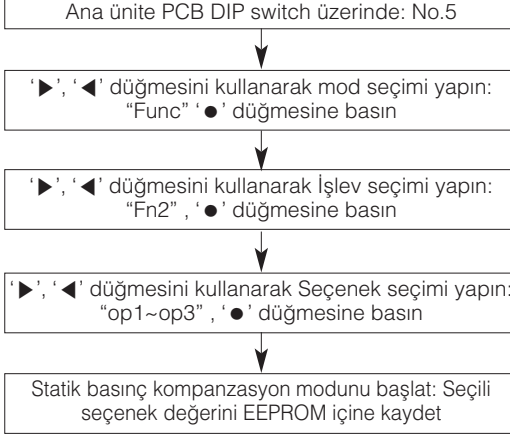 Ana ünite PCB DIP switch üzerinde: No.5
‘▶’, ‘◀’ düğmesini kullanarak mod seçimi yapın:
“Func” ‘●’ düğmesine basın
‘▶’, ‘◀’ düğmesini kullanarak İşlev seçimi yapın:
“Fn2” , ‘●’ düğmesine basın
‘▶’, ‘◀’ düğmesini kullanarak Seçenek seçimi yapın:
“op1~op3” , ‘●’ düğmesine basın
Statik basınç kompanzasyon modunu başlat: Seçili
seçenek değerini EEPROM içine kaydet